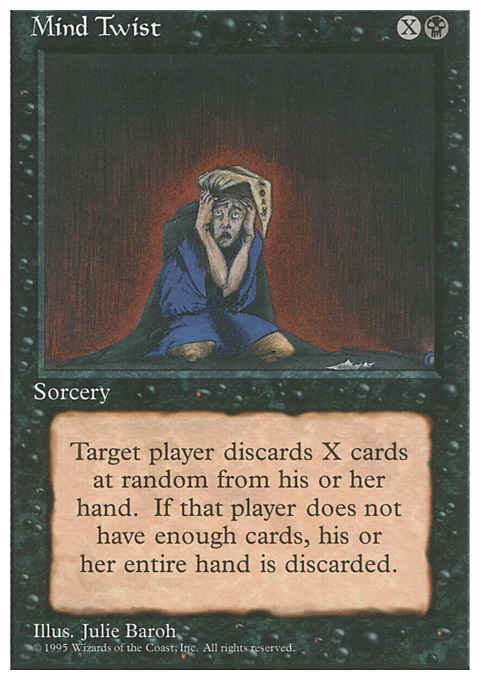 Mind Twist X
Sorcery
Target player discards X cards
at random from his or her
hand. If that player does not
have enough cards, his or
her entire hand is discarded.
Illus. Julie Baroh
© 1995 Wizards of the Coast, Inc. All rights reserved.